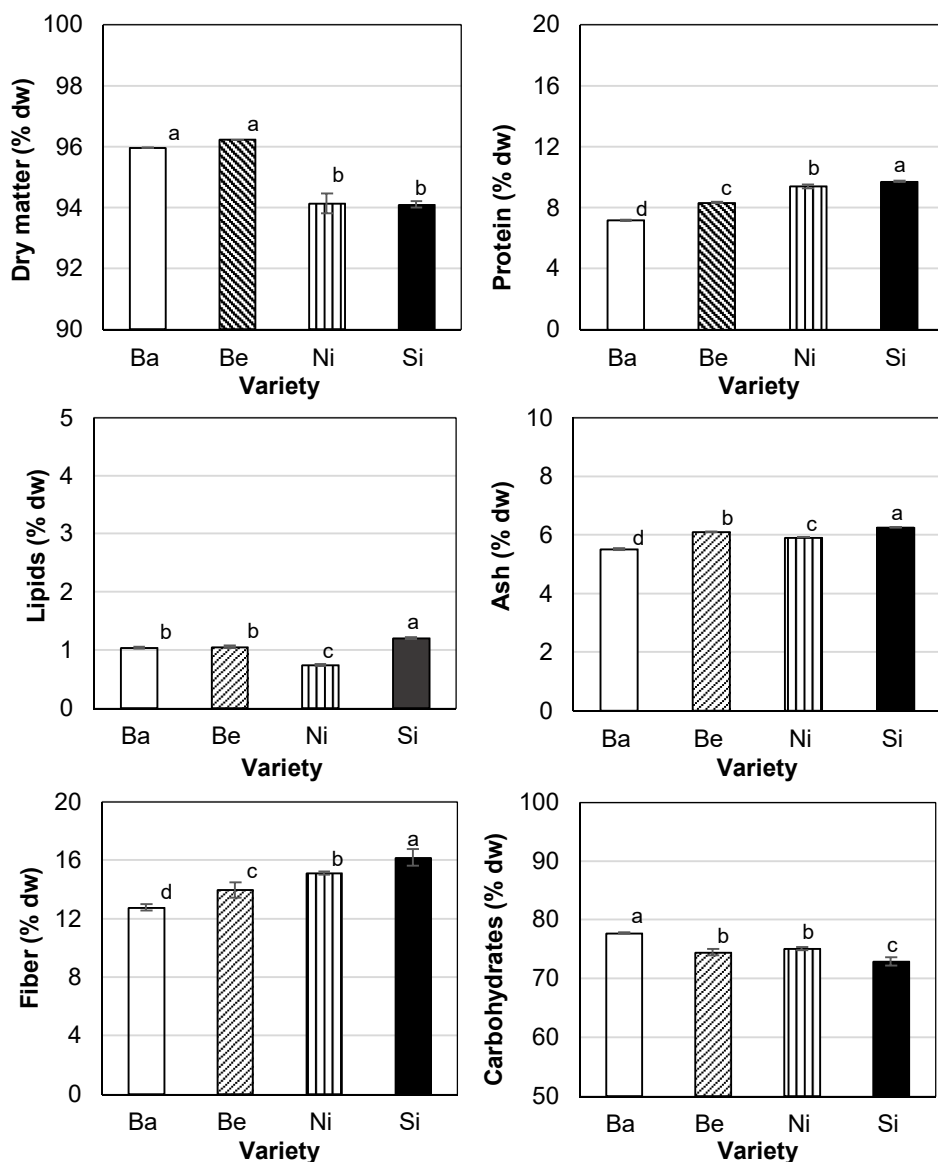 Dry matter (% dw)
100
98
96
94
92
90
a
a
b
b
Ba Be Ni Si
Variety
Protein (% dw)
20
16
12
8
4
0
d
c
b
a
Ba Be Ni Si
Variety
Lipids (% dw)
5
4
3
2
1
0
b
b
c
a
Ba Be Ni Si
Variety
Ash (% dw)
10
8
6
4
2
0
d
b
c
a
Ba Be Ni Si
Variety
Fiber (% dw)
20
16
12
8
4
0
d
c
b
a
Ba Be Ni Si
Variety
Carbohydrates (% dw)
100
90
80
70
60
50
a
b
b
c
Ba Be Ni Si
Variety